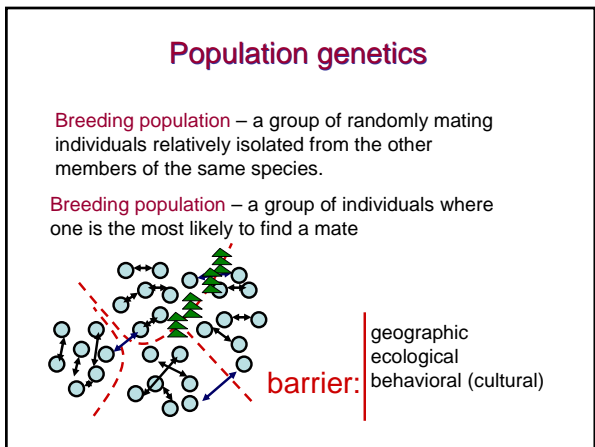 Population genetics
Breeding population – a group of randomly mating
individuals relatively isolated from the other
members of the same species.
Breeding population – a group of individuals where
one is the most likely to find a mate
barrier:
geographic
ecological
behavioral (cultural)